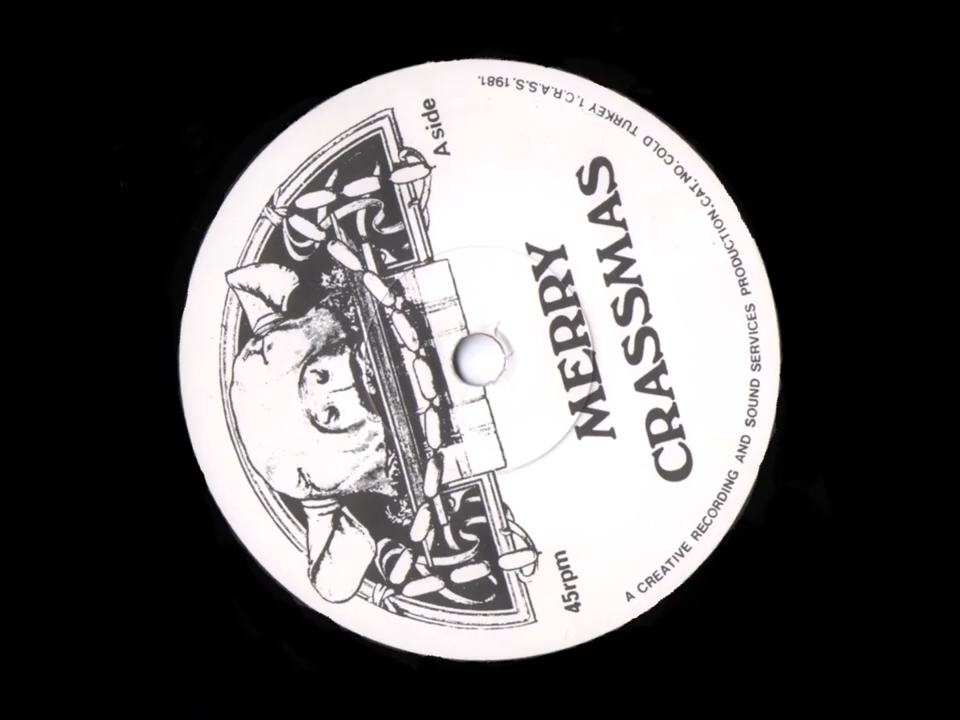 45rpm
A side
MERRY
CRASSMAS
A CREATIVE RECORDING AND SOUND SERVICES PRODUCTION.CAT.NO.COLD TURKEY 1.C.R.A.S.S.1981.